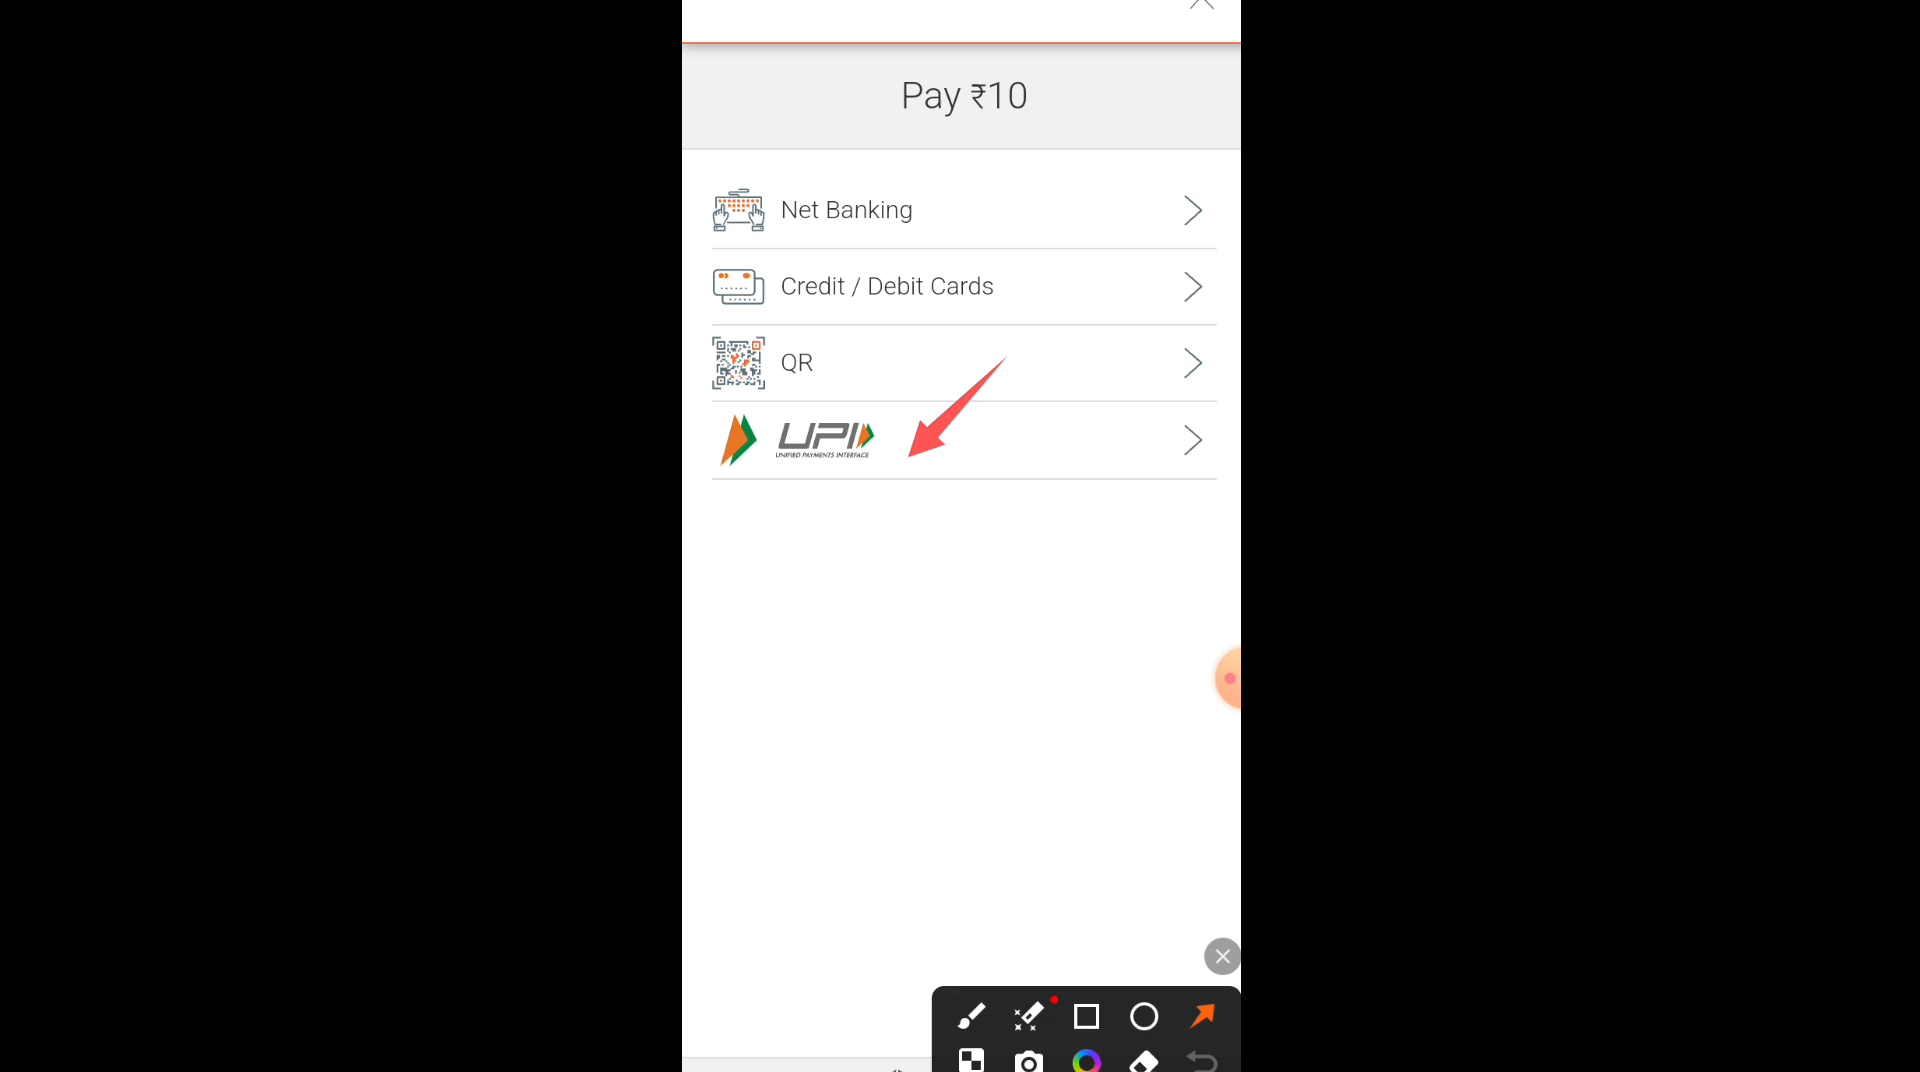 Pay ₹10
Net Banking
Credit / Debit Cards
QR
UPI
UNIFIED PAYMENTS INTERFACE